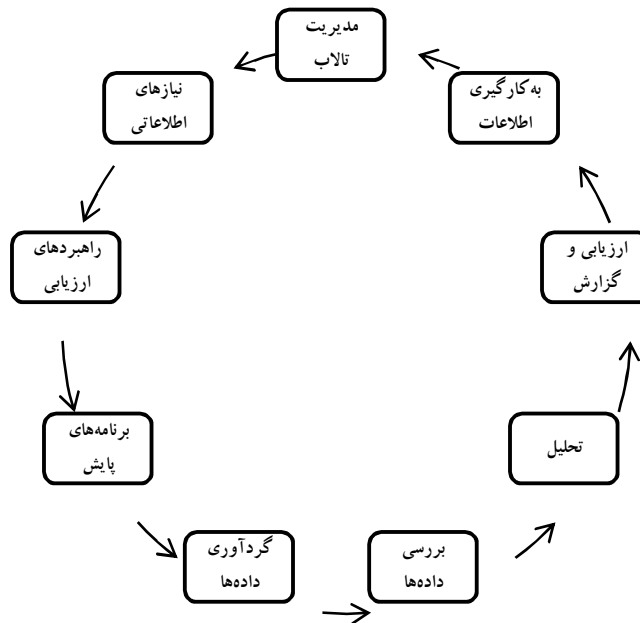 مدیریت
تالاب
نیازهای
اطلاعاتی
راهبردهای
ارزیابی
برنامه‌های
پایش
گردآوری
داده‌ها
بررسی
داده‌ها
تحلیل
ارزیابی و
گزارش
به‌کارگیری
اطلاعات